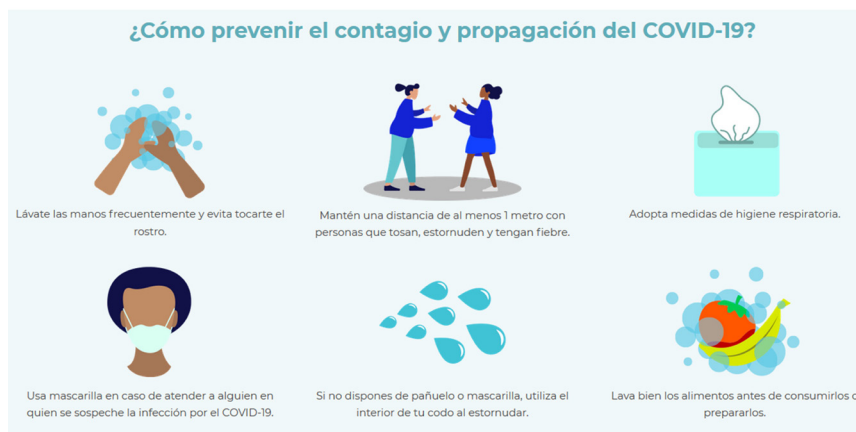 ¿Cómo prevenir el contagio y propagación del COVID-19?
Lávate las manos frecuentemente y evita tocarte el
rostro.
Mantén una distancia de al menos 1 metro con
personas que tosan, estornuden y tengan fiebre.
Adopta medidas de higiene respiratoria.
Usa mascarilla en caso de atender a alguien en
quien se sospeche la infección por el COVID-19.
Si no dispones de pañuelo o mascarilla, utiliza el
interior de tu codo al estornudar.
Lava bien los alimentos antes de consumirlos o
prepararlos.